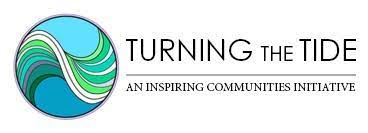 TURNING THE TIDE
AN INSPIRING COMMUNITIES INITIATIVE